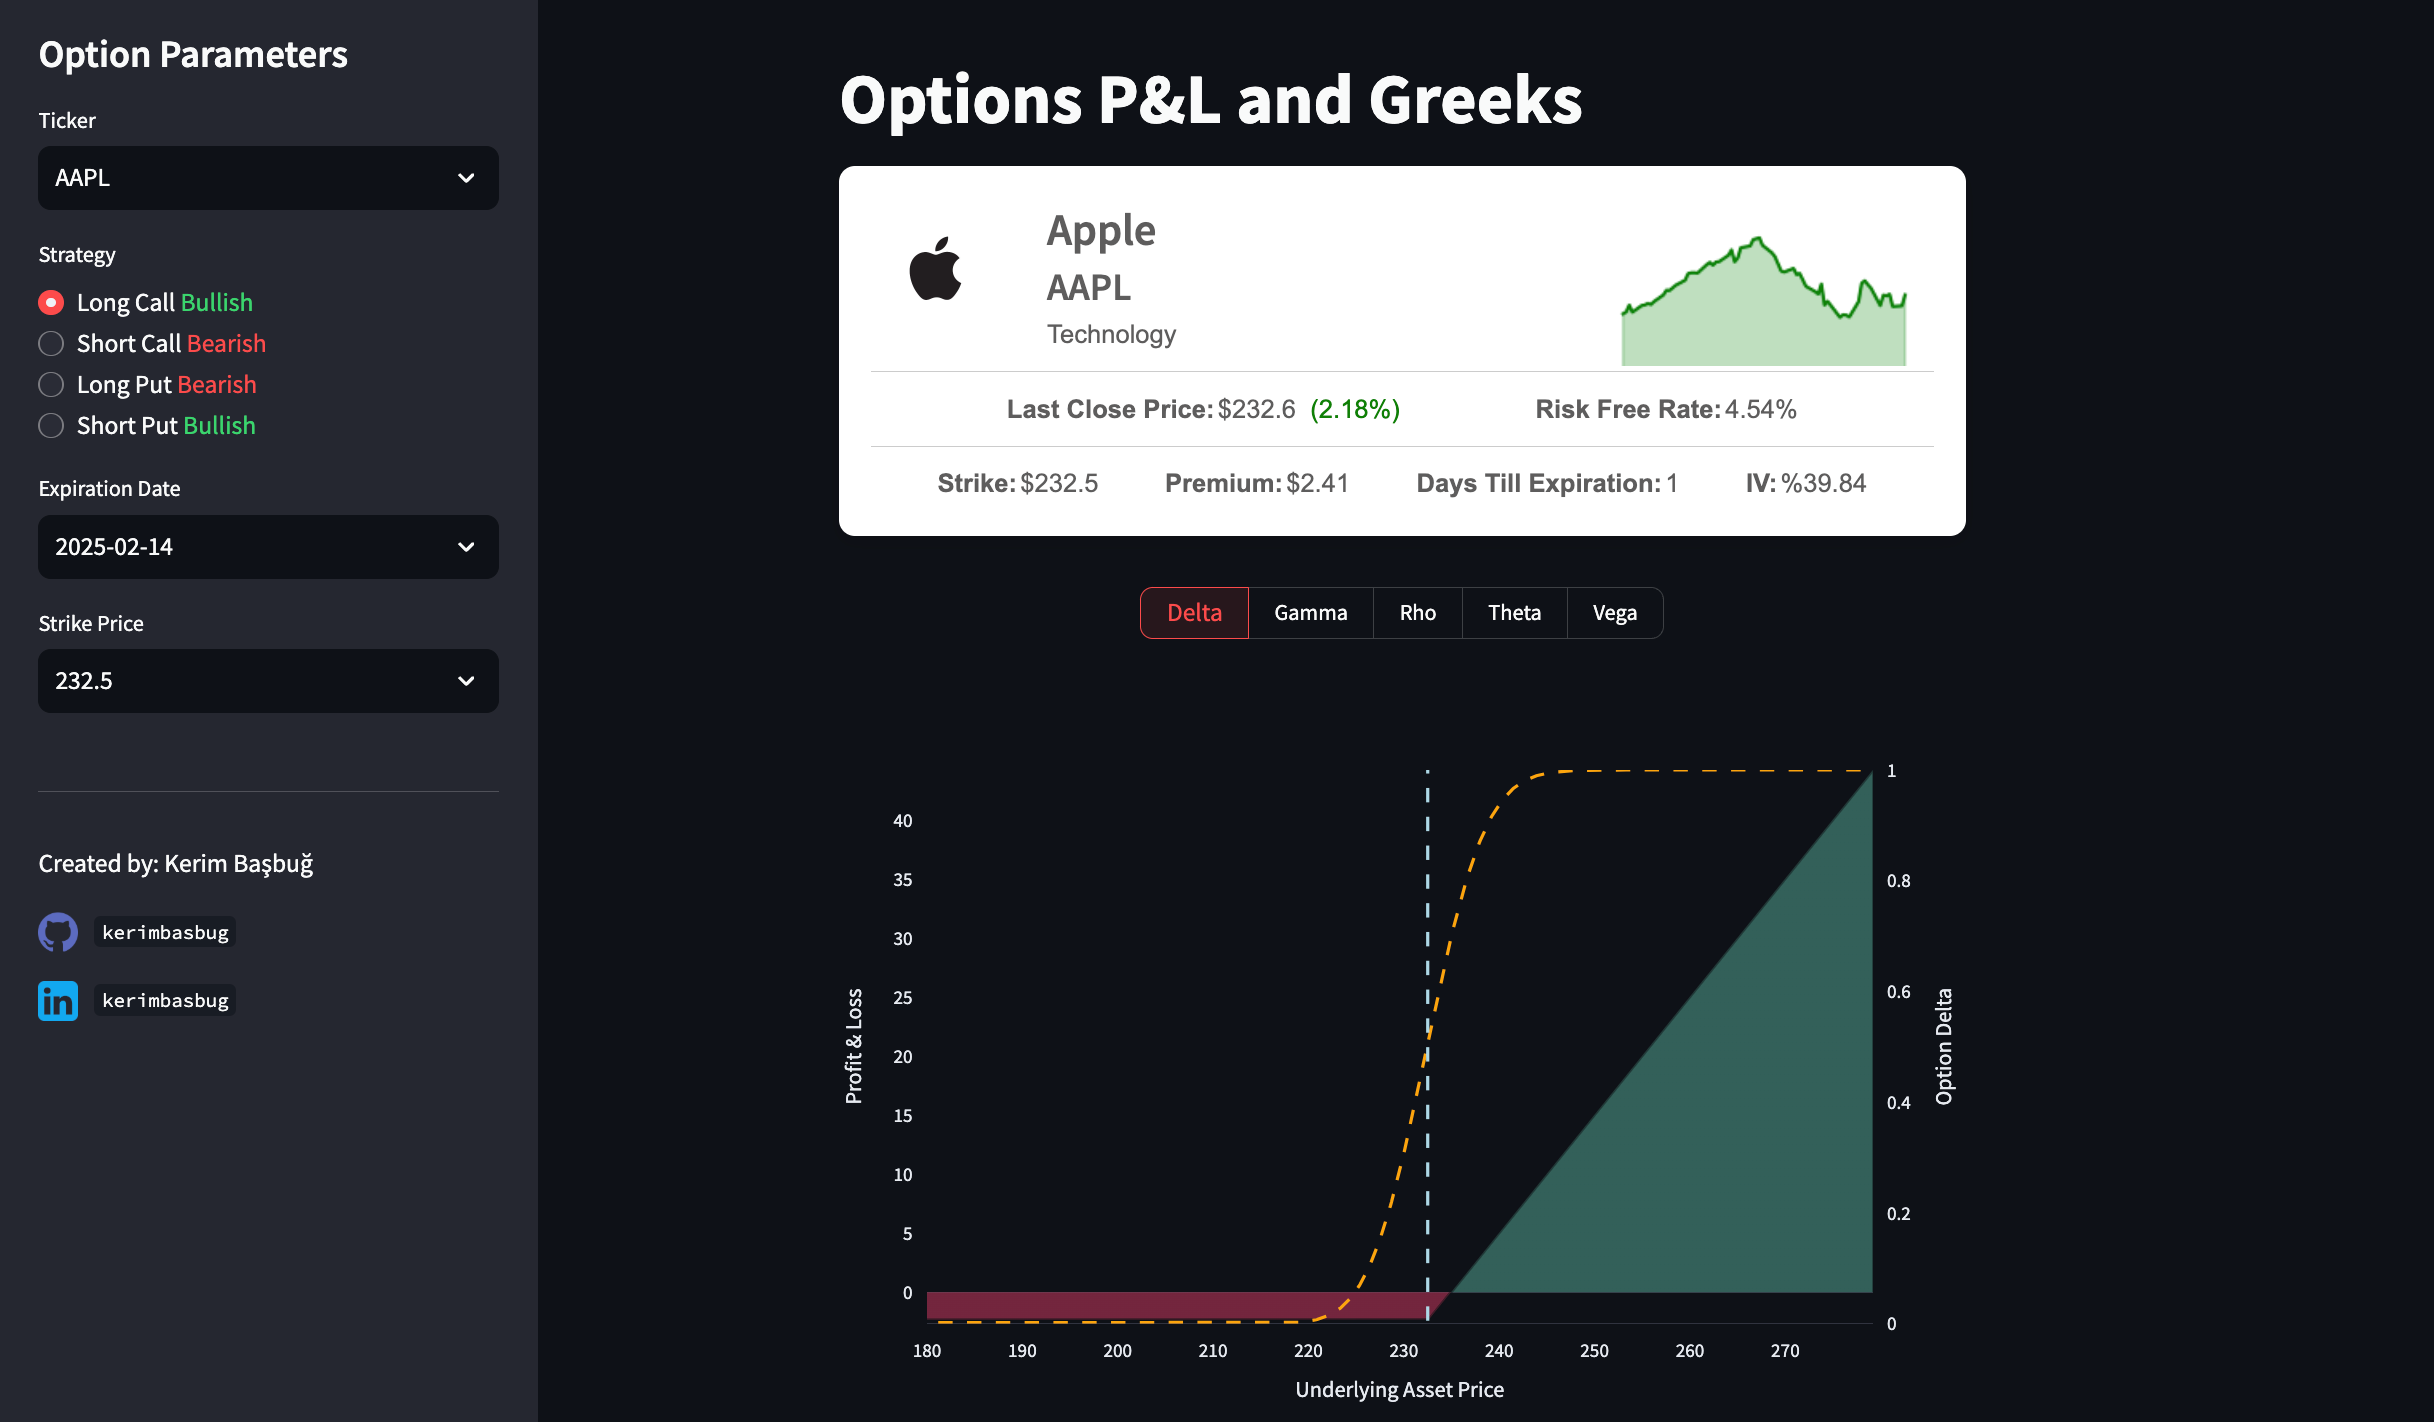 Option Parameters
Ticker
AAPL
Strategy
Long Call Bullish
Short Call Bearish
Long Put Bearish
Short Put Bullish
Expiration Date
2025-02-14
Strike Price
232.5
Created by: Kerim Başbuğ
kerimbasbug
in
kerimbasbug
Options P&L and Greeks
Apple
AAPL
Technology
Last Close Price: $232.6 (2.18%) Risk Free Rate: 4.54%
Strike: $232.5 Premium: $2.41 Days Till Expiration: 1 IV: %39.84
Delta Gamma Rho Theta Vega
Profit & Loss
40
35
30
25
20
15
10
5
0
1
0.8
0.6
0.4
0.2
0
Option Delta
180 190 200 210 220 230 240 250 260 270
Underlying Asset Price